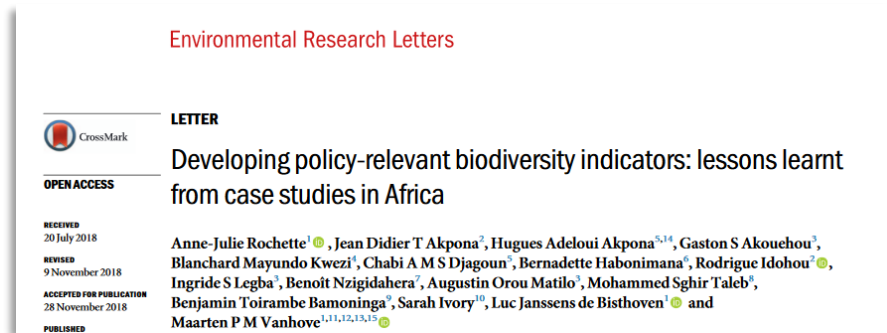 Environmental Research Letters
CrossMark
OPEN ACCESS
RECEIVED
20 July 2018
REVISED
9 November 2018
ACCEPTED FOR PUBLICATION
28 November 2018
PUBLISHED
LETTER
Developing policy-relevant biodiversity indicators: lessons learnt
from case studies in Africa
Anne-Julie Rochette¹ iD, Jean Didier T Akpona², Hugues Adeloui Akpona⁵,¹⁴, Gaston S Akouehou³,
Blanchard Mayundo Kwezi⁴, Chabi A M S Djagoun⁵, Bernadette Habonimana⁶, Rodrigue Idohou² iD,
Ingride S Legba³, Benoît Nzigidahera⁷, Augustin Orou Matilo³, Mohammed Sghir Taleb⁸,
Benjamin Toirambe Bamoninga⁹, Sarah Ivory¹⁰, Luc Janssens de Bisthoven¹ iD and
Maarten P M Vanhove¹,¹¹,¹²,¹³,¹⁵ iD